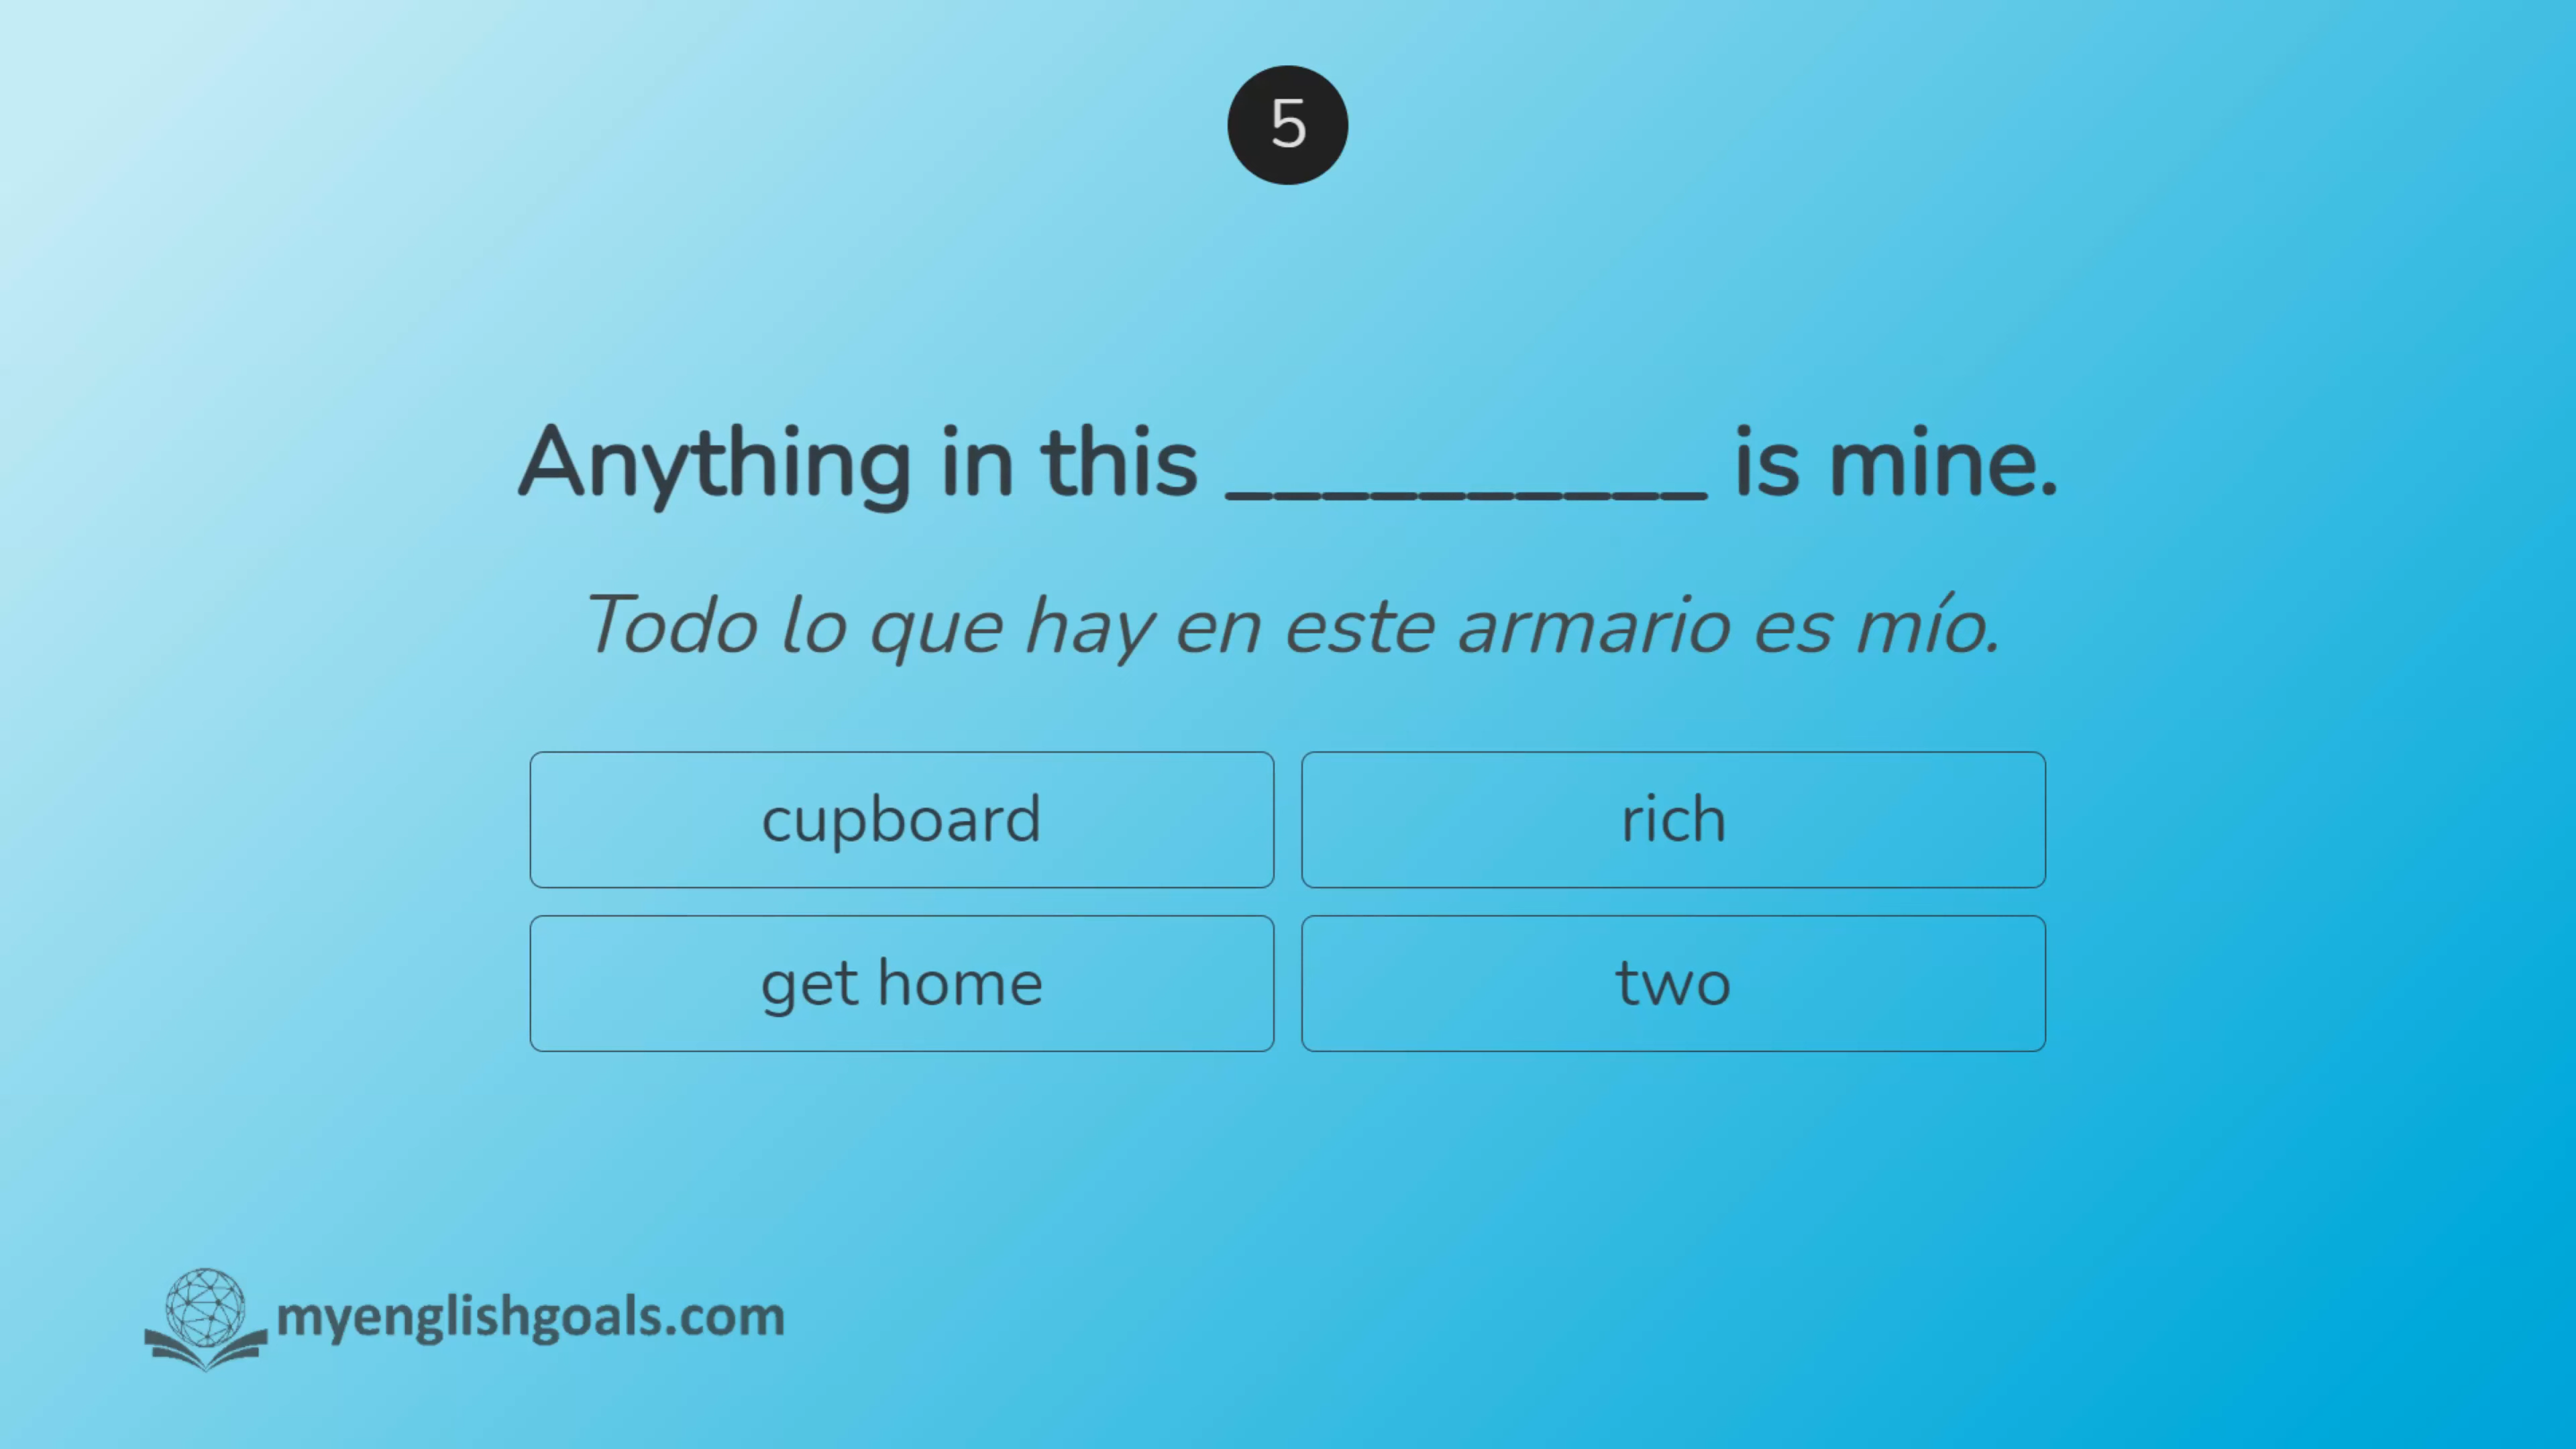 5
Anything in this __________ is mine.
Todo lo que hay en este armario es mío.
cupboard
rich
get home
two
myenglishgoals.com